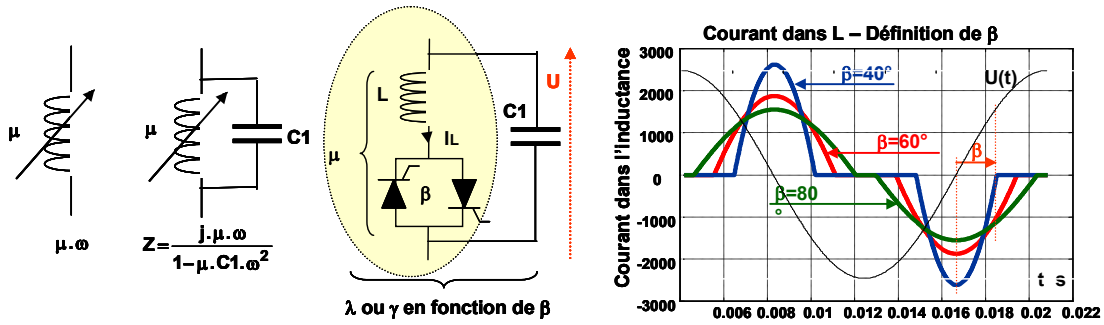 μ
μ.ω
μ
C1
Z= j.μ.ω
1-μ.C1.ω²
L
IL
μ
β
C1
U
λ ou γ en fonction de β
Courant dans L – Définition de β
Courant dans l'Inductance
3000
2000
1000
0
-1000
-2000
-3000
β=40°
U(t)
β=60°
β
β=80
°
t s
0.006 0.008 0.01 0.012 0.014 0.016 0.018 0.02 0.022